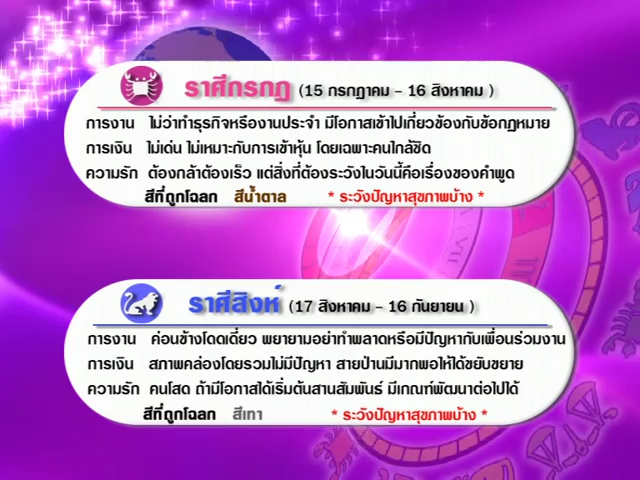 ราศีกรกฎ (15 กรกฎาคม - 16 สิงหาคม )
การงาน ไม่ว่าทำธุรกิจหรืองานประจำ มีโอกาสเข้าไปเกี่ยวข้องกับข้อกฎหมาย
การเงิน ไม่เด่น ไม่เหมาะกับการเข้าหุ้น โดยเฉพาะคนใกล้ชิด
ความรัก ต้องกล้าต้องเร็ว แต่สิ่งที่ต้องระวังในวันนี้คือเรื่องของคำพูด
สีที่ถูกโฉลก สีน้ำตาล * ระวังปัญหาสุขภาพบ้าง *
ราศีสิงห์ (17 สิงหาคม - 16 กันยายน )
การงาน ค่อนข้างโดดเดี่ยว พยายามอย่าทำพลาดหรือมีปัญหากับเพื่อนร่วมงาน
การเงิน สภาพคล่องโดยรวมไม่มีปัญหา สายป่านมีมากพอให้ได้ขยับขยาย
ความรัก คนโสด ถ้ามีโอกาสได้เริ่มต้นสานสัมพันธ์ มีเกณฑ์พัฒนาต่อไปได้
สีที่ถูกโฉลก สีเทา * ระวังปัญหาสุขภาพบ้าง *